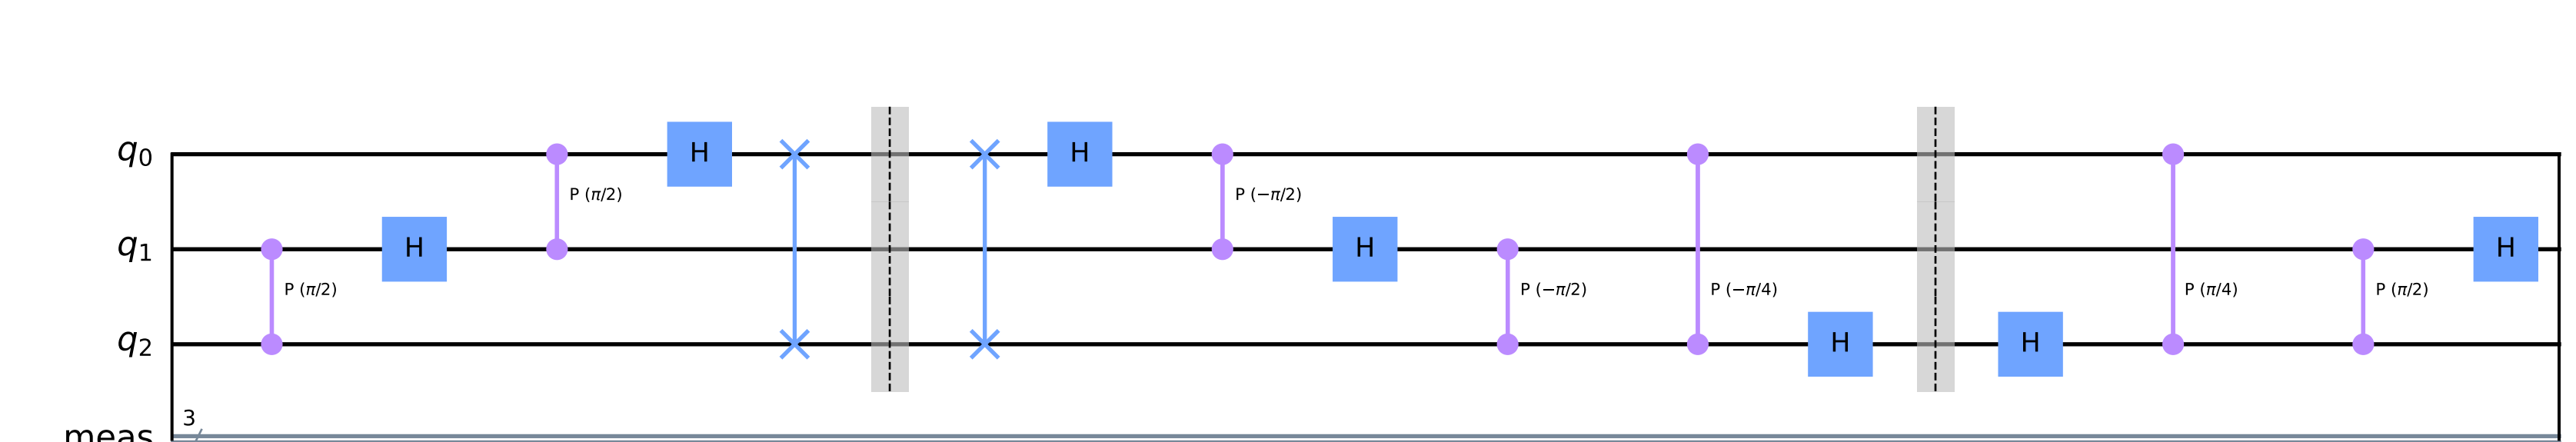 q0 H H
P (π/2) P (−π/2)
q1 H H H
P (π/2) P (−π/2) P (−π/4) P (π/4) P (π/2)
q2 H H
3
meas